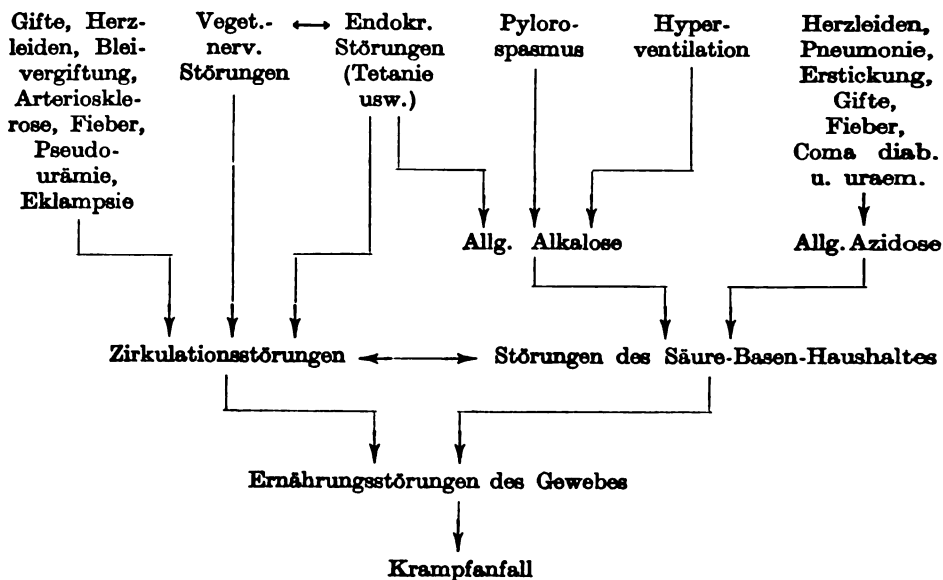 Gifte, Herz-
leiden, Blei-
vergiftung,
Arterioskle-
rose, Fieber,
Pseudo-
urämie,
Eklampsie
Veget.-
nerv.
Störungen
Endokr.
Störungen
(Tetanie
usw.)
Pyloro-
spasmus
Hyper-
ventilation
Herzleiden,
Pneumonie,
Erstickung,
Gifte,
Fieber,
Coma diab.
u. uraem.
Allg. Alkalose
Allg. Azidose
Zirkulationsstörungen
Störungen des Säure-Basen-Haushaltes
Ernährungsstörungen des Gewebes
Krampfanfall